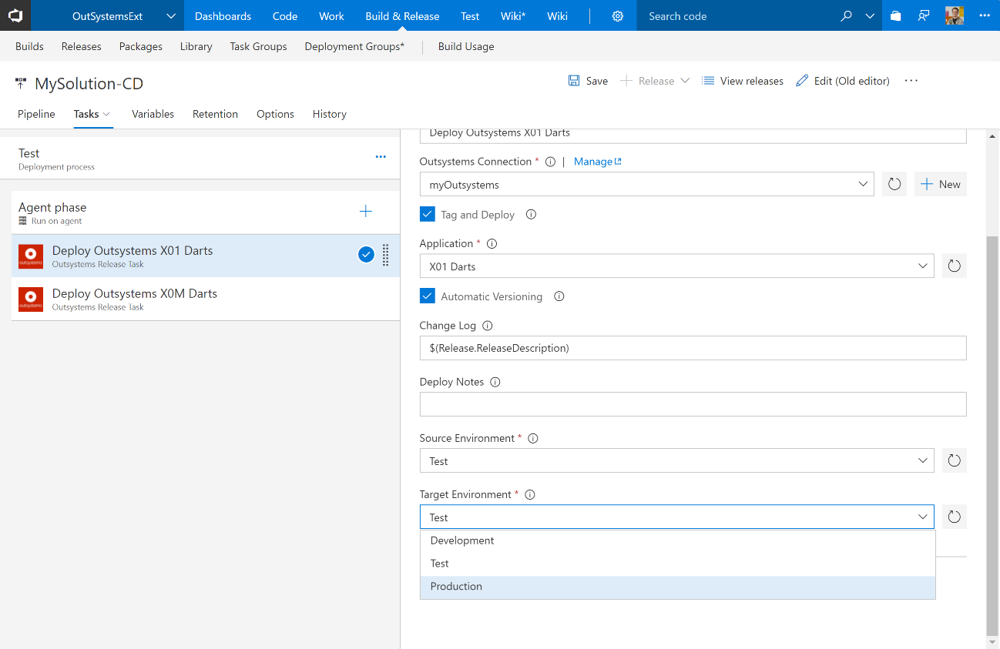 OutSystemsExt Dashboards Code Work Build & Release Test Wiki* Wiki Search code
Builds Releases Packages Library Task Groups Deployment Groups* Build Usage
MySolution-CD
Save Release View releases Edit (Old editor)
Pipeline Tasks Variables Retention Options History
Test
Deployment process
Agent phase
Run on agent
outsystems
Deploy Outsystems X01 Darts
Outsystems Release Task
outsystems
Deploy Outsystems X0M Darts
Outsystems Release Task
Deploy Outsystems X01 Darts
Outsystems Connection * | Manage
myOutsystems
New
Tag and Deploy
Application *
X01 Darts
Automatic Versioning
Change Log
$(Release.ReleaseDescription)
Deploy Notes
Source Environment *
Test
Target Environment *
Test
Development
Test
Production